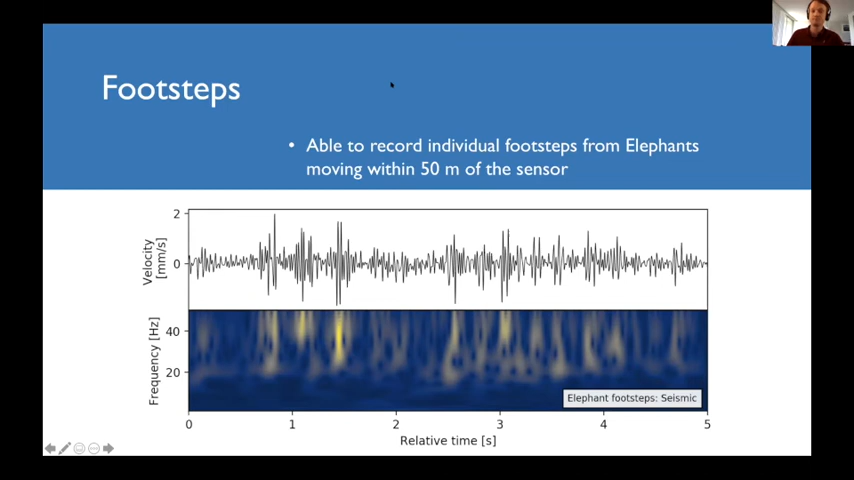 Footsteps
• Able to record individual footsteps from Elephants
moving within 50 m of the sensor
2
0
Velocity
[mm/s]
40
20
Frequency [Hz]
Elephant footsteps: Seismic
0 1 2 3 4 5
Relative time [s]